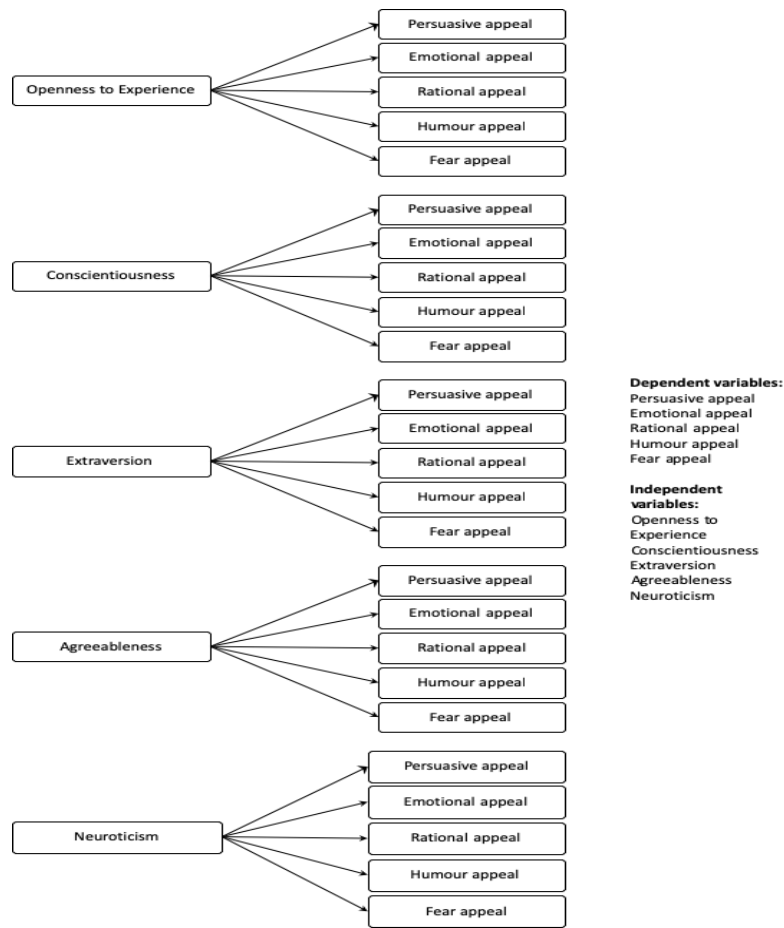 Persuasive appeal
Emotional appeal
Openness to Experience
Rational appeal
Humour appeal
Fear appeal
Persuasive appeal
Emotional appeal
Conscientiousness
Rational appeal
Humour appeal
Fear appeal
Persuasive appeal
Emotional appeal
Extraversion
Rational appeal
Humour appeal
Fear appeal
Dependent variables:
Persuasive appeal
Emotional appeal
Rational appeal
Humour appeal
Fear appeal
Independent
variables:
Openness to
Experience
Conscientiousness
Extraversion
Agreeableness
Neuroticism
Persuasive appeal
Emotional appeal
Agreeableness
Rational appeal
Humour appeal
Fear appeal
Persuasive appeal
Emotional appeal
Neuroticism
Rational appeal
Humour appeal
Fear appeal